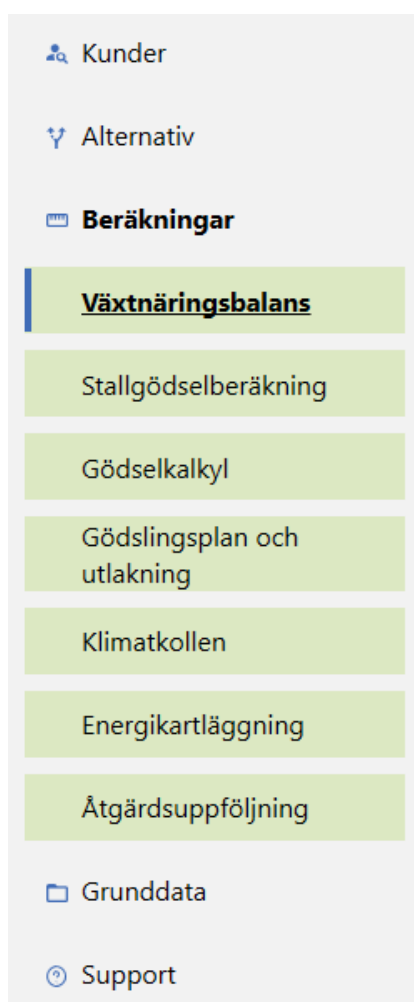 Kunder
Alternativ
Beräkningar
Växtnäringsbalans
Stallgödselberäkning
Gödselkalkyl
Gödslingsplan och
utlakning
Klimatkollen
Energikartläggning
Åtgärdsuppföljning
Grunddata
Support